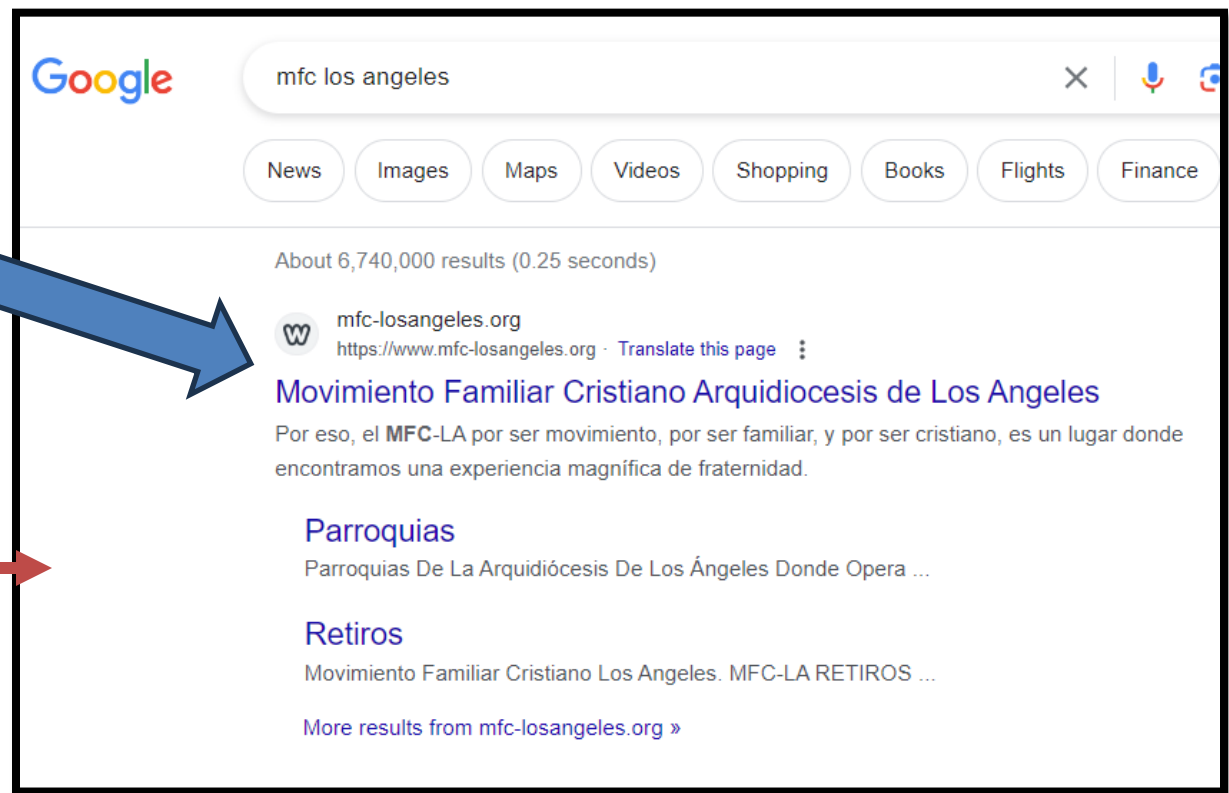 Google
mfc los angeles
News Images Maps Videos Shopping Books Flights Finance
About 6,740,000 results (0.25 seconds)
mfc-losangeles.org
https://www.mfc-losangeles.org · Translate this page
Movimiento Familiar Cristiano Arquidiocesis de Los Angeles
Por eso, el MFC-LA por ser movimiento, por ser familiar, y por ser cristiano, es un lugar donde
encontramos una experiencia magnífica de fraternidad.
Parroquias
Parroquias De La Arquidiócesis De Los Ángeles Donde Opera ...
Retiros
Movimiento Familiar Cristiano Los Angeles. MFC-LA RETIROS ...
More results from mfc-losangeles.org »